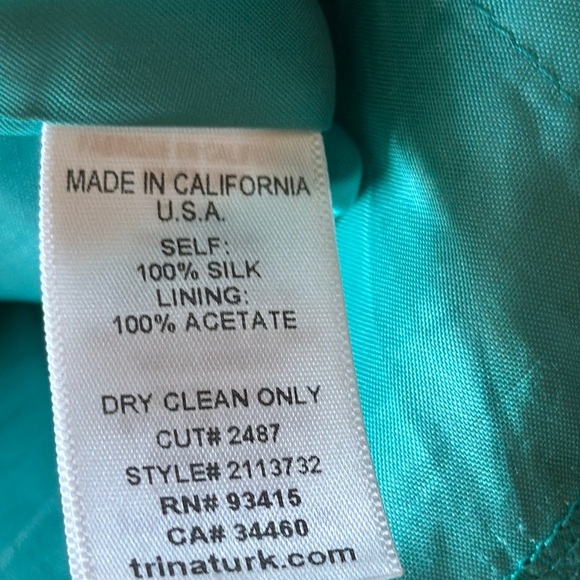 MADE IN CALIFORNIA
U.S.A.
SELF:
100% SILK
LINING:
100% ACETATE
DRY CLEAN ONLY
CUT# 2487
STYLE# 2113732
RN# 93415
CA# 34460
trinaturk.com